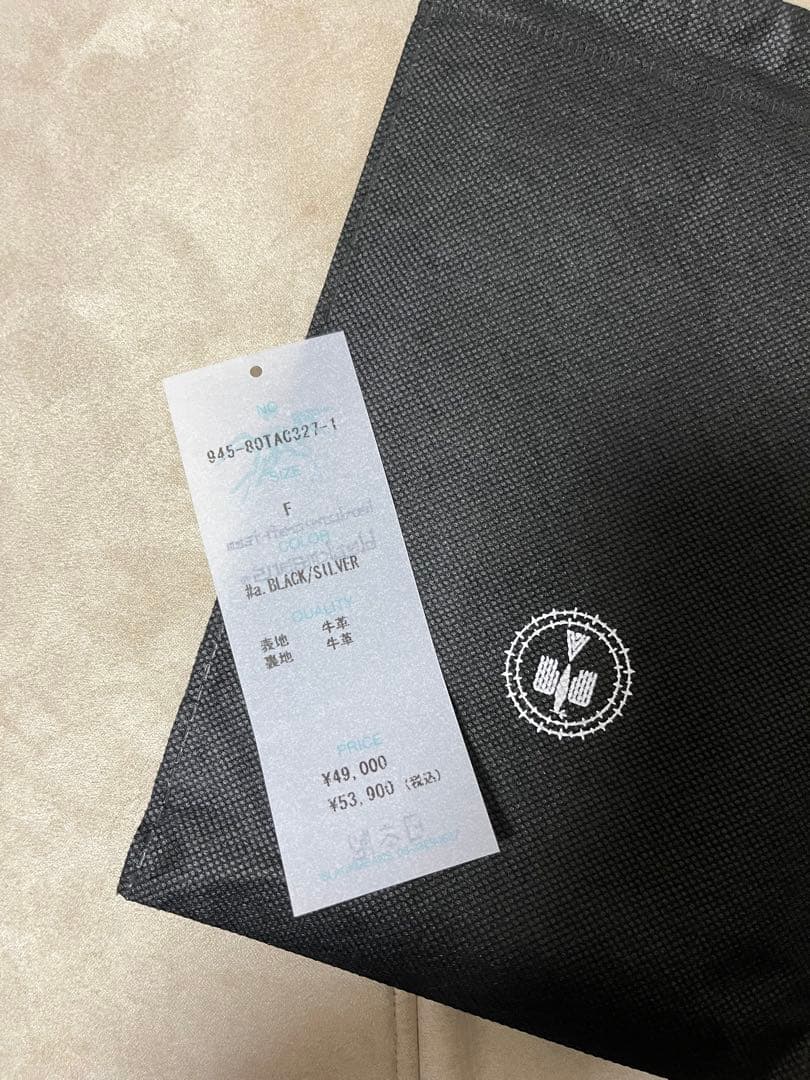 NO
945-80TAC327-1
SIZE
F
COLOR
#a.BLACK/SILVER
QUALITY
表地 牛革
裏地 牛革
PRICE
¥49,000
¥53,900 (税込)